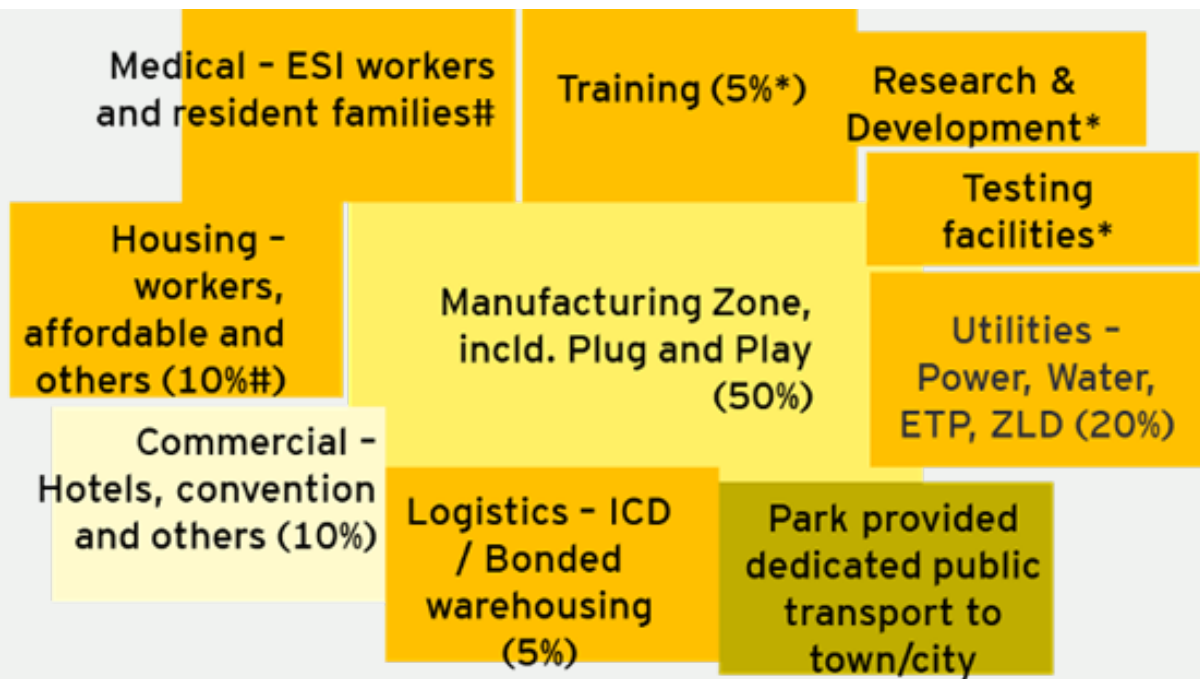 Medical – ESI workers
and resident families#
Training (5%*)
Research &
Development*
Testing
facilities*
Housing –
workers,
affordable and
others (10%#)
Manufacturing Zone,
incld. Plug and Play
(50%)
Utilities –
Power, Water,
ETP, ZLD (20%)
Commercial –
Hotels, convention
and others (10%)
Logistics – ICD
/ Bonded
warehousing
(5%)
Park provided
dedicated public
transport to
town/city